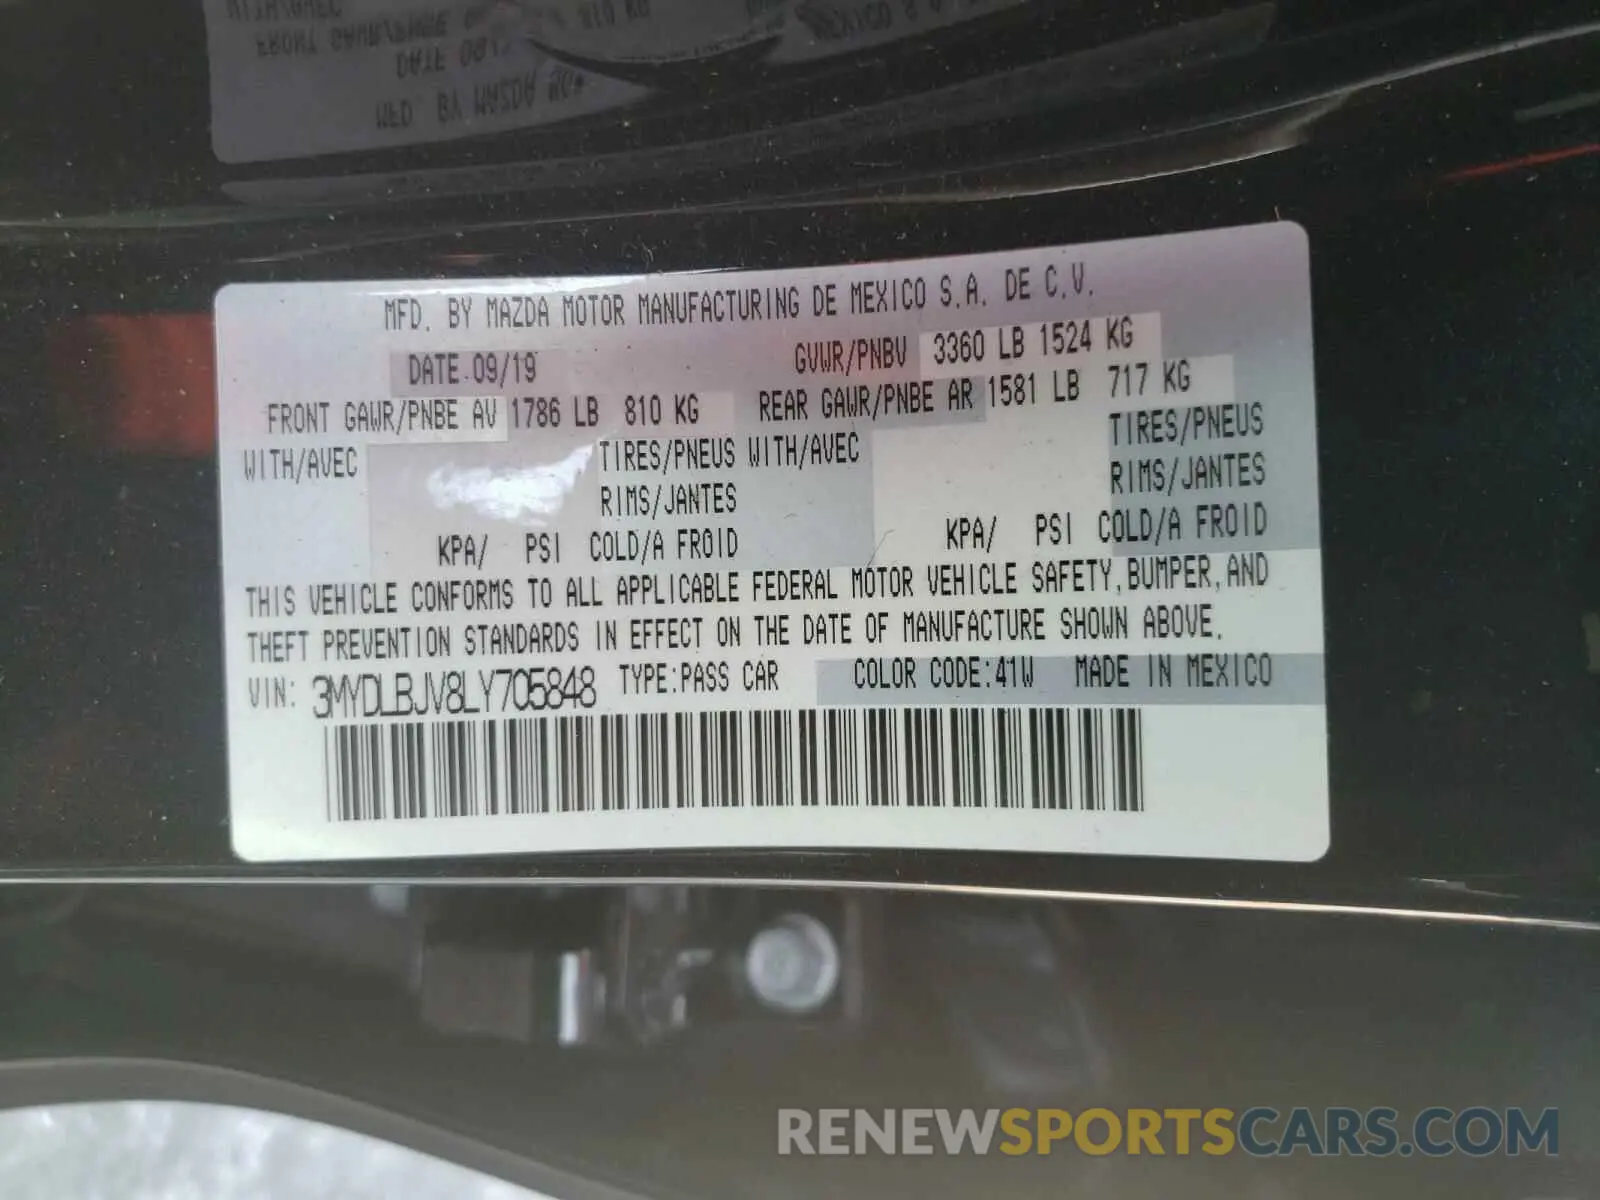 MFD. BY MAZDA MOTOR MANUFACTURING DE MEXICO S.A. DE C.V.
DATE 09/19 GVWR/PNBV 3360 LB 1524 KG
FRONT GAWR/PNBE AV 1786 LB 810 KG REAR GAWR/PNBE AR 1581 LB 717 KG
WITH/AVEC TIRES/PNEUS WITH/AVEC TIRES/PNEUS
RIMS/JANTES RIMS/JANTES
KPA/ PSI COLD/A FROID KPA/ PSI COLD/A FROID
THIS VEHICLE CONFORMS TO ALL APPLICABLE FEDERAL MOTOR VEHICLE SAFETY, BUMPER, AND
THEFT PREVENTION STANDARDS IN EFFECT ON THE DATE OF MANUFACTURE SHOWN ABOVE.
VIN: 3MYDLBJV8LY705848 TYPE:PASS CAR COLOR CODE:41W MADE IN MEXICO
RENEWSPORTSCARS.COM